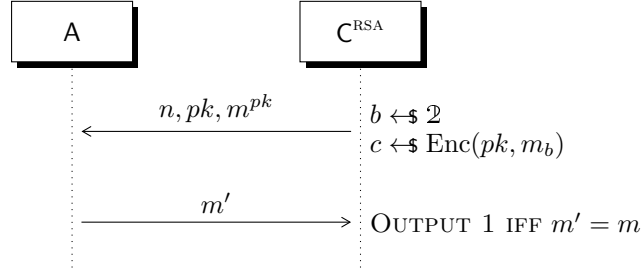 A
C^RSA
n, pk, m^pk
b ←$ 𝟚
c ←$ Enc(pk, m_b)
m′
OUTPUT 1 IFF m′ = m